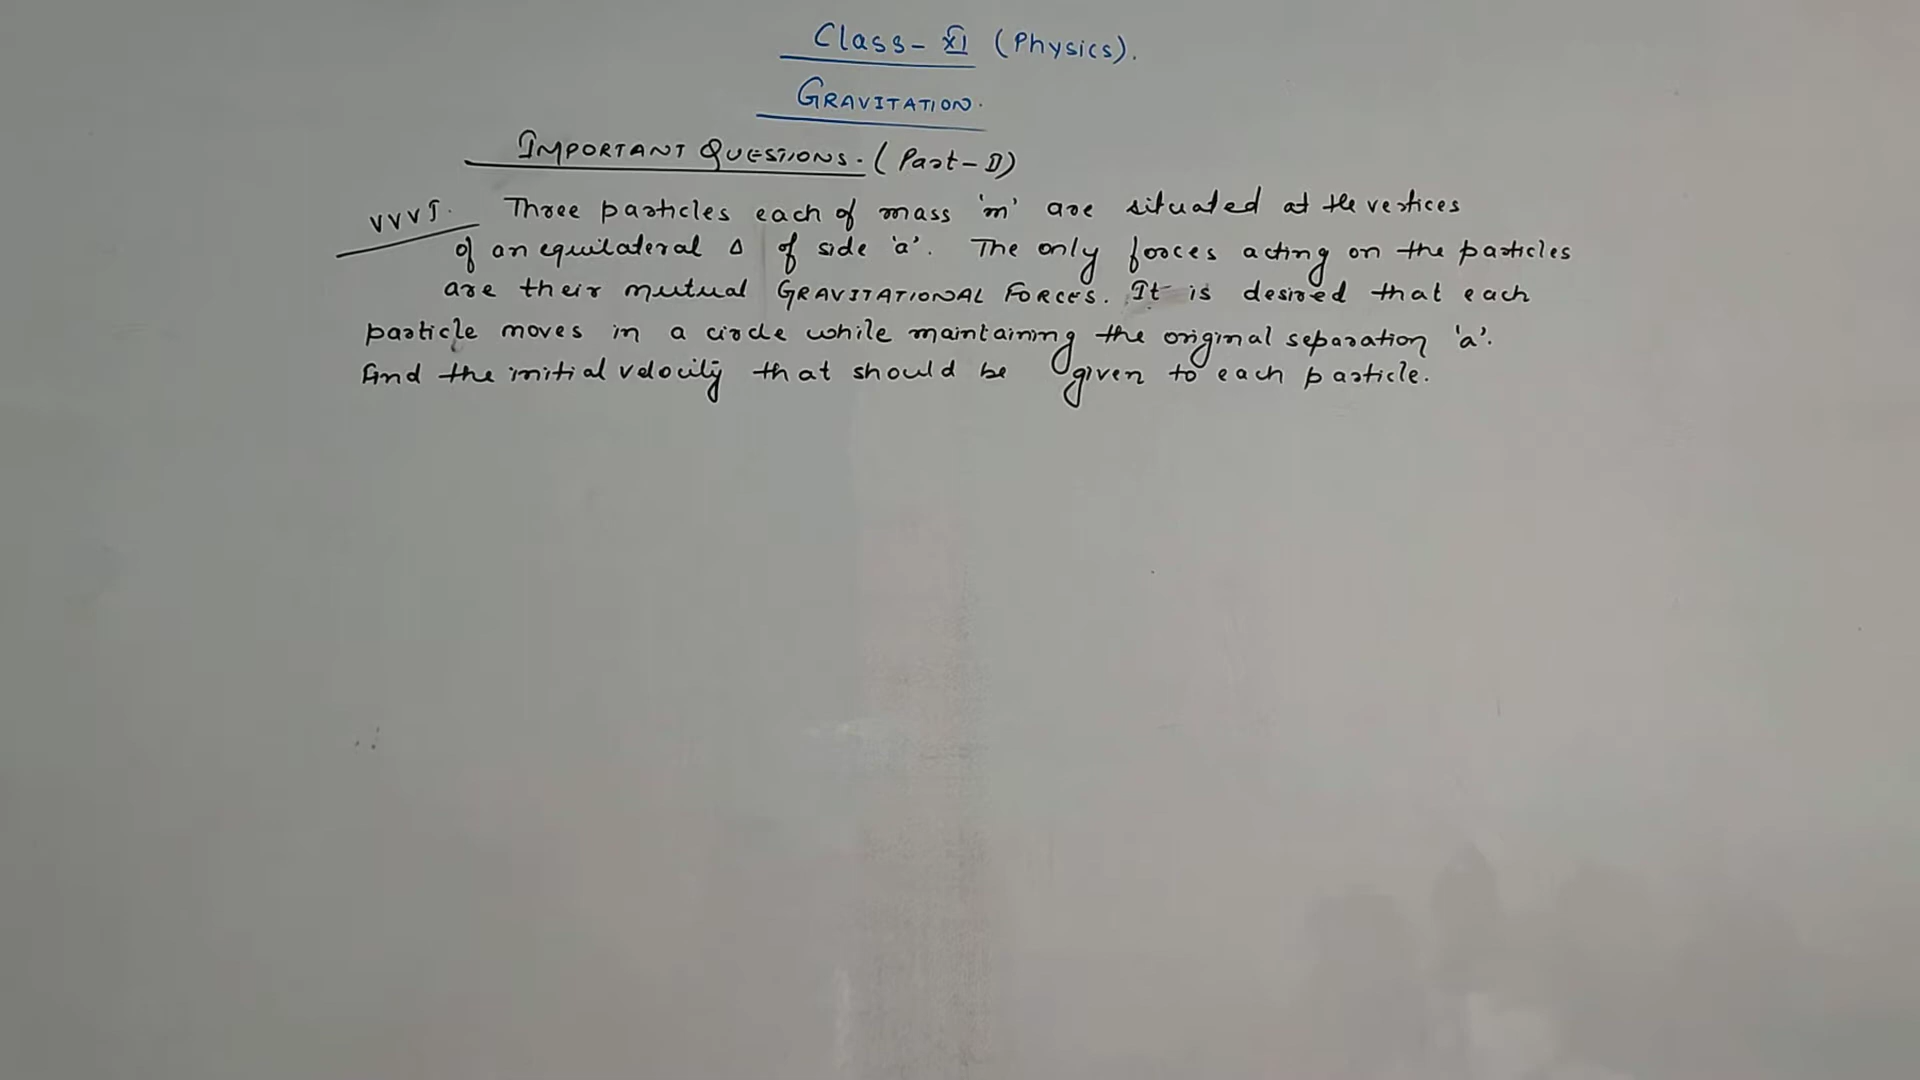 Class- XI (Physics).
GRAVITATION.
IMPORTANT QUESTIONS. (Part-I)
VVVI. Three particles each of mass 'm' are situated at the vertices
of an equilateral Δ of side 'a'. The only forces acting on the particles
are their mutual GRAVITATIONAL FORCES. It is desired that each
particle moves in a circle while maintaining the original separation 'a'.
Find the initial velocity that should be given to each particle.